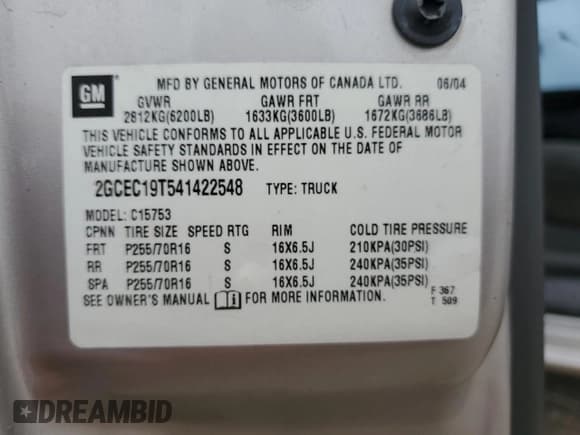 GM
MFD BY GENERAL MOTORS OF CANADA LTD. 06/04
GVWR GAWR FRT GAWR RR
2812KG(6200LB) 1633KG(3600LB) 1672KG(3686LB)
THIS VEHICLE CONFORMS TO ALL APPLICABLE U.S. FEDERAL MOTOR
VEHICLE SAFETY STANDARDS IN EFFECT ON THE DATE OF
MANUFACTURE SHOWN ABOVE.
2GCEC19T541422548 TYPE: TRUCK
MODEL: C15753
CPNN TIRE SIZE SPEED RTG RIM COLD TIRE PRESSURE
FRT P255/70R16 S 16X6.5J 210KPA(30PSI)
RR P255/70R16 S 16X6.5J 240KPA(35PSI)
SPA P255/70R16 S 16X6.5J 240KPA(35PSI)
SEE OWNER'S MANUAL FOR MORE INFORMATION.
F 367
T 509
DREAMBID